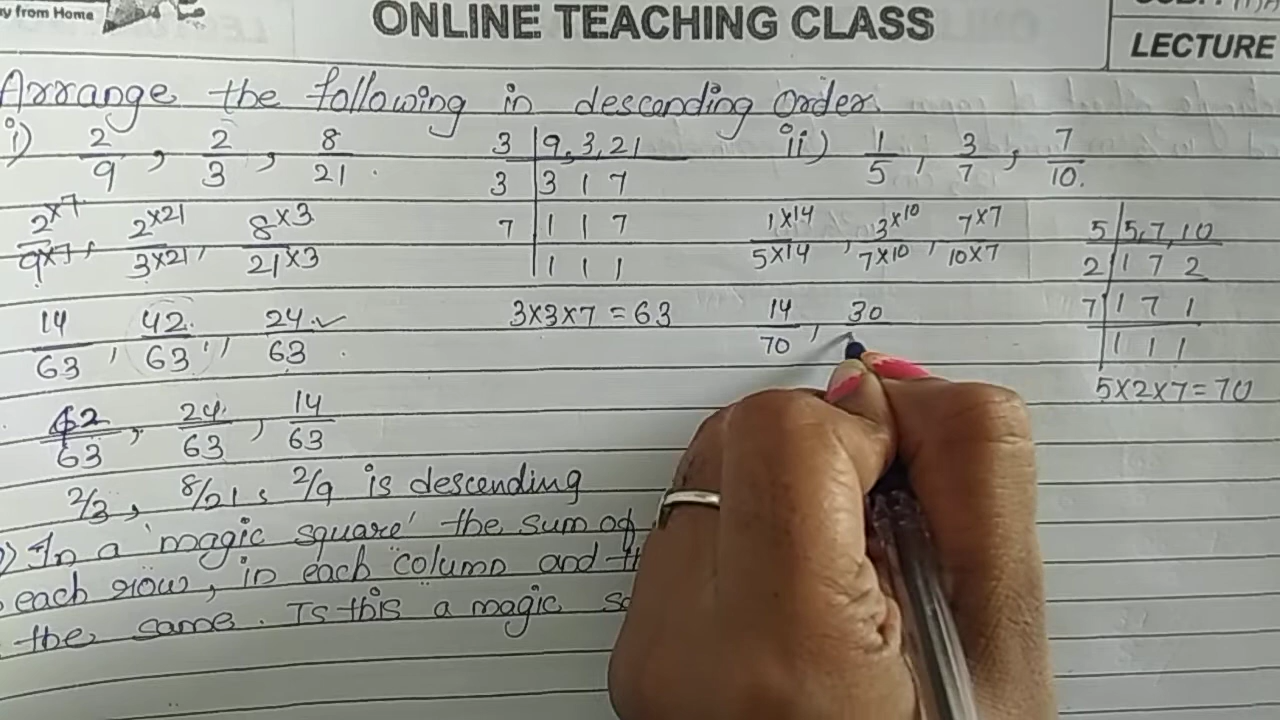 y from Home
ONLINE TEACHING CLASS
LECTURE
Arrange the following in descending order.
i) 2/9, 2/3, 8/21.
3 | 9, 3, 21
3 | 3 1 7
7 | 1 1 7
1 1 1
3×3×7 = 63
2×7/9×7, 2×21/3×21, 8×3/21×3
14/63, 42/63, 24/63
42/63, 24/63, 14/63
2/3, 8/21, 2/9 is descending
ii) 1/5, 3/7, 7/10.
1×14/5×14, 3×10/7×10, 7×7/10×7
14/70, 30
5 | 5, 7, 10
2 | 1 7 2
7 | 1 7 1
1 1 1
5×2×7=70
) In a 'magic square' the sum of
each row, in each column and
the same. Is this a magic